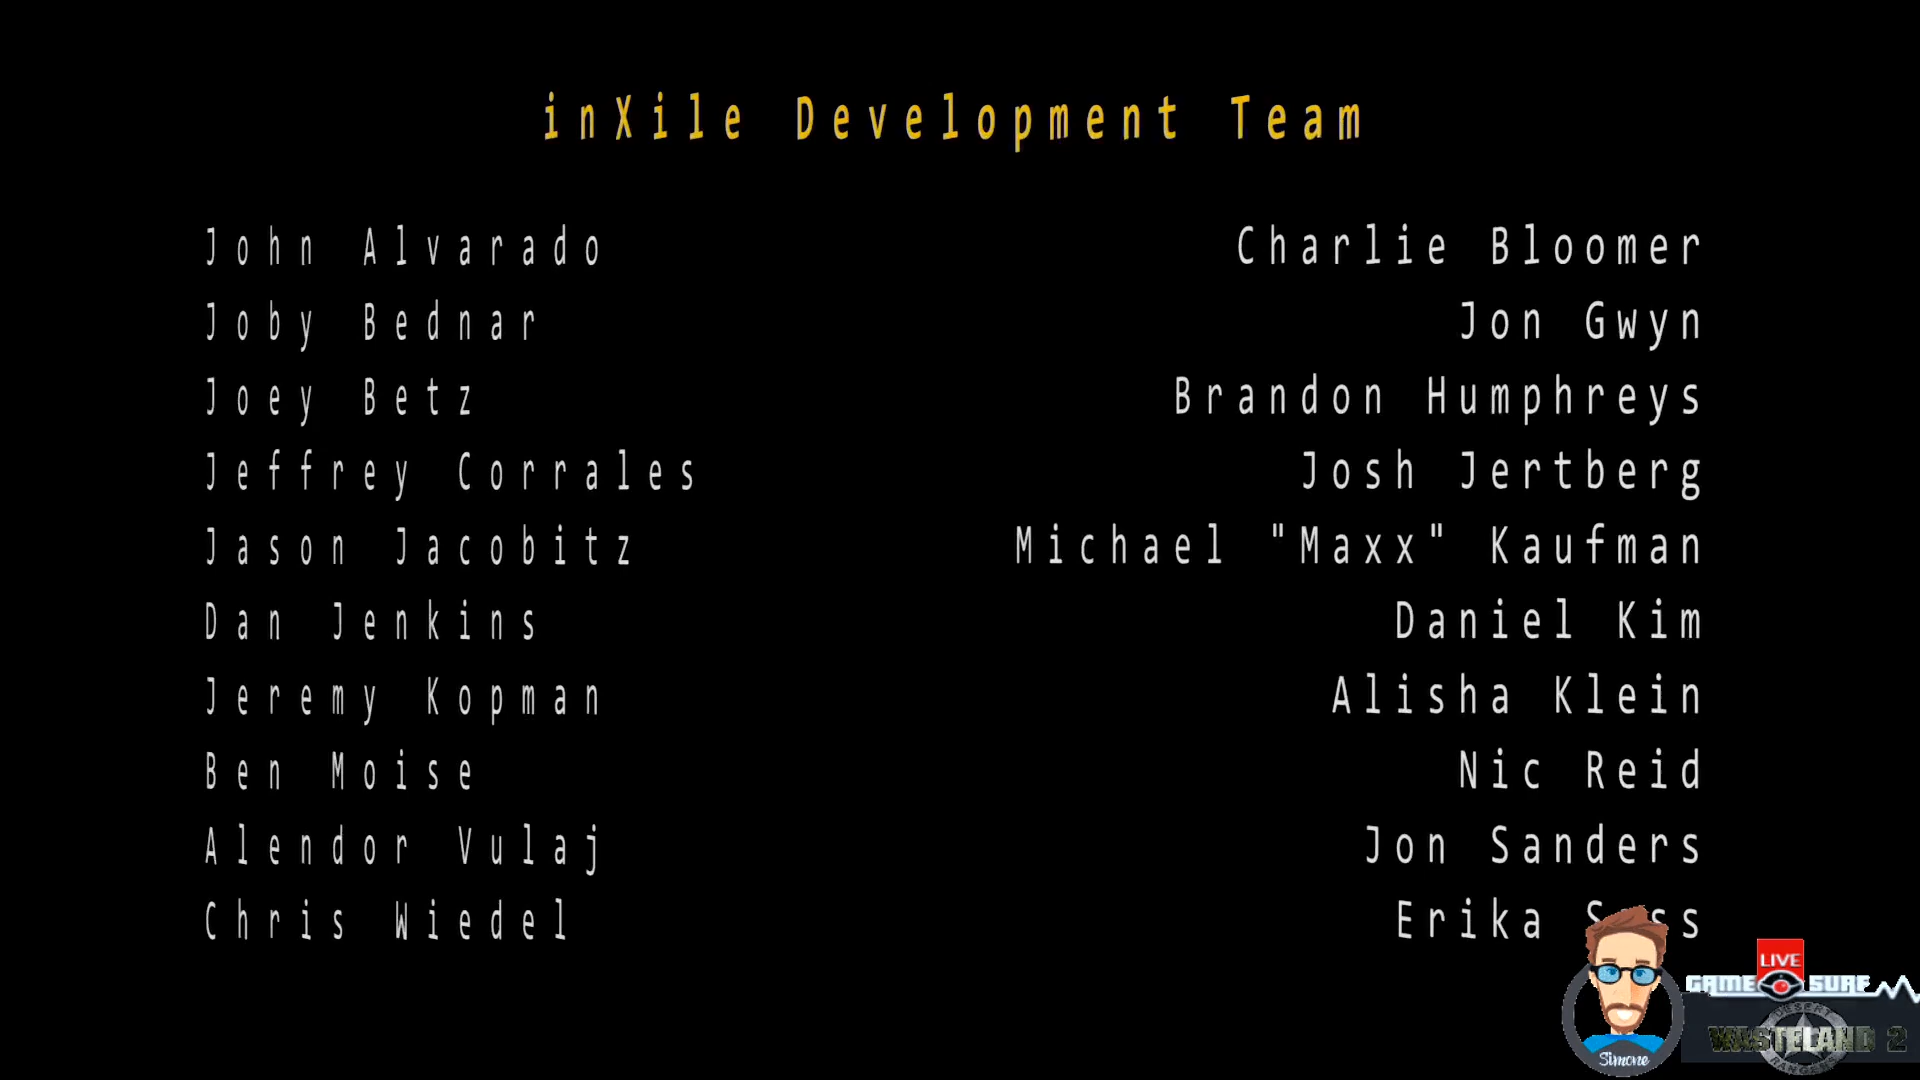 inXile Development Team
John Alvarado
Charlie Bloomer
Joby Bednar
Jon Gwyn
Joey Betz
Brandon Humphreys
Jeffrey Corrales
Josh Jertberg
Jason Jacobitz
Michael "Maxx" Kaufman
Dan Jenkins
Daniel Kim
Jeremy Kopman
Alisha Klein
Ben Moise
Nic Reid
Alendor Vulaj
Jon Sanders
Chris Wiedel
Erika
LIVE
GAME SURF
DESERT
WASTELAND 2
RANGERS
Simone